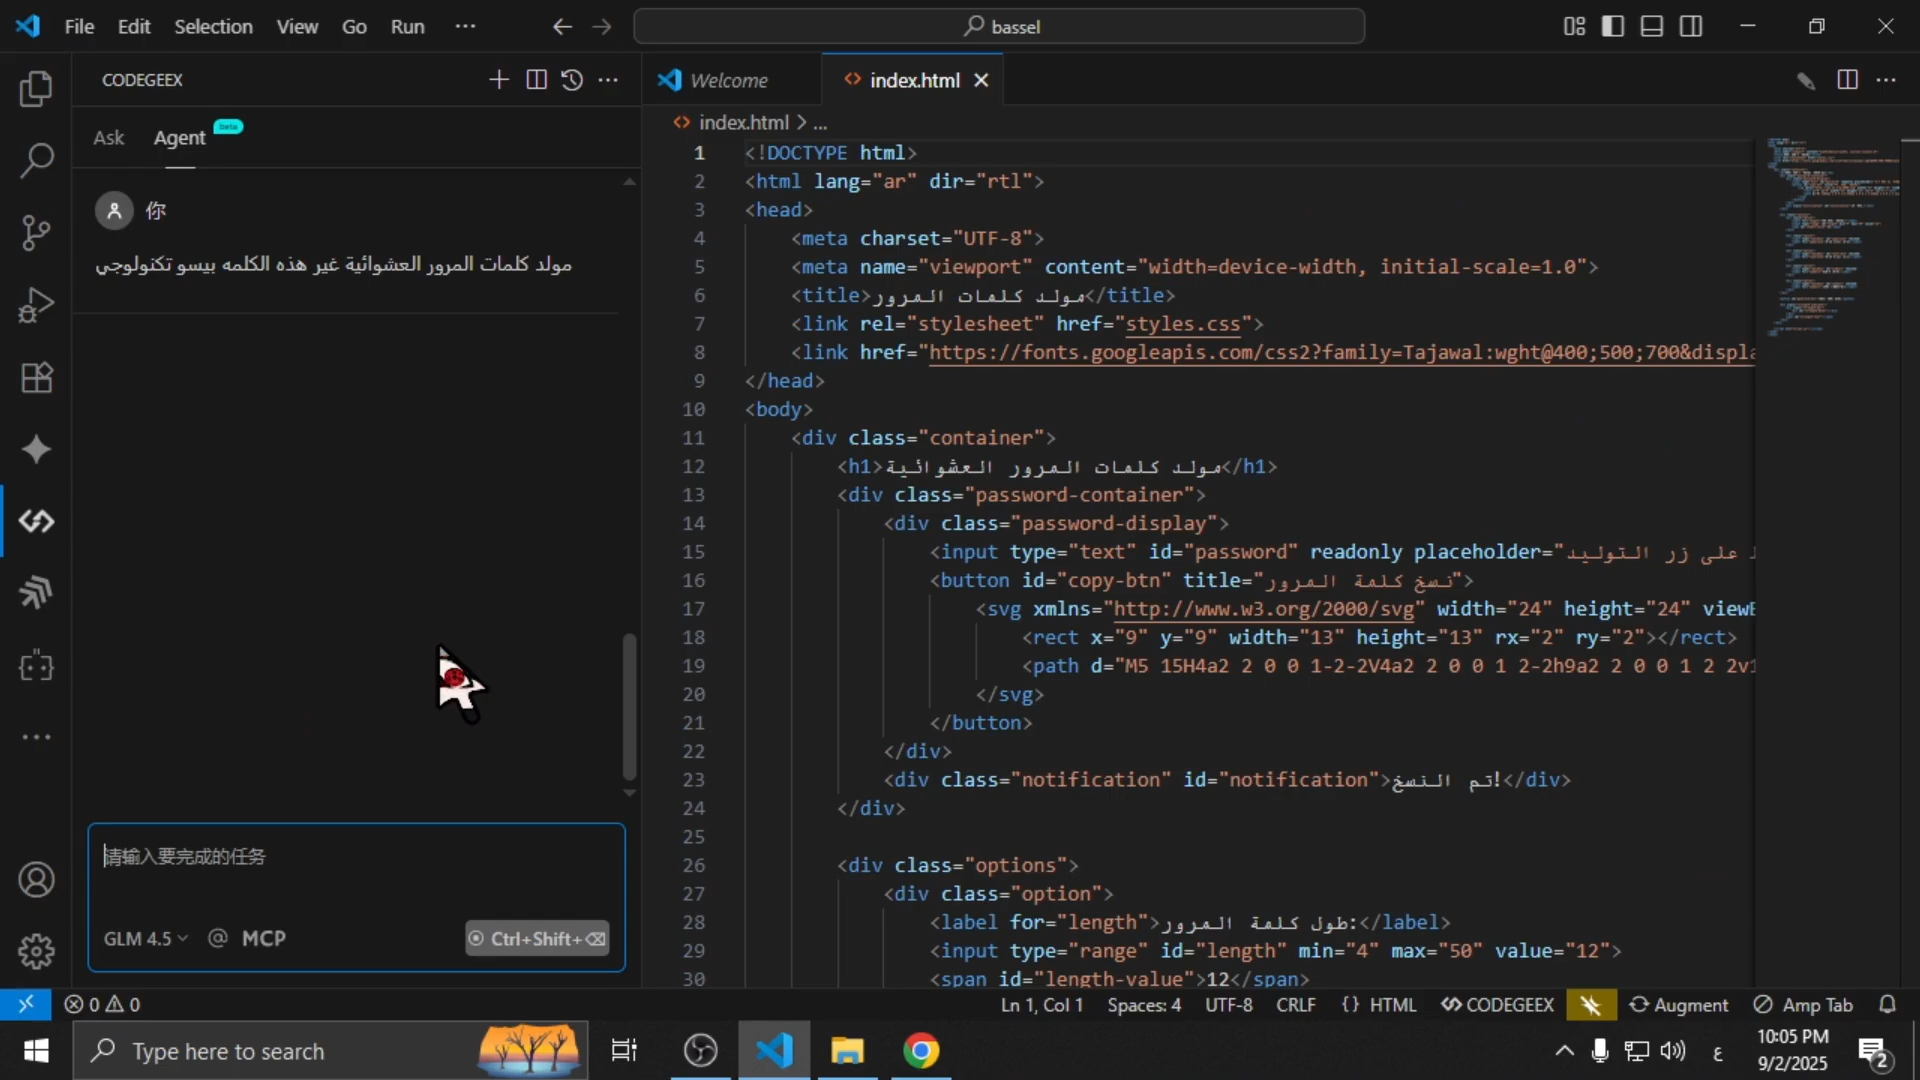 File Edit Selection View Go Run ...
bassel
CODEGEEX
Ask Agent beta
你
مولد كلمات المرور العشوائية غير هذه الكلمه بيسو تكنولوجي
请输入要完成的任务
GLM 4.5 @ MCP Ctrl+Shift+⌫
Welcome index.html
index.html > ...
1 <!DOCTYPE html>
2 <html lang="ar" dir="rtl">
3 <head>
4 <meta charset="UTF-8">
5 <meta name="viewport" content="width=device-width, initial-scale=1.0">
6 <title>مولد كلمات المرور</title>
7 <link rel="stylesheet" href="styles.css">
8 <link href="https://fonts.googleapis.com/css2?family=Tajawal:wght@400;500;700&displa
9 </head>
10 <body>
11 <div class="container">
12 <h1>مولد كلمات المرور العشوائية</h1>
13 <div class="password-container">
14 <div class="password-display">
15 <input type="text" id="password" readonly placeholder="على زر التوليد
16 <button id="copy-btn" title="نسخ كلمة المرور">
17 <svg xmlns="http://www.w3.org/2000/svg" width="24" height="24" viewB
18 <rect x="9" y="9" width="13" height="13" rx="2" ry="2"></rect>
19 <path d="M5 15H4a2 2 0 0 1-2-2V4a2 2 0 0 1 2-2h9a2 2 0 0 1 2 2v1
20 </svg>
21 </button>
22 </div>
23 <div class="notification" id="notification">تم النسخ!</div>
24 </div>
25
26 <div class="options">
27 <div class="option">
28 <label for="length">طول كلمة المرور:</label>
29 <input type="range" id="length" min="4" max="50" value="12">
30 <span id="length-value">12</span>
0 0 Ln 1, Col 1 Spaces: 4 UTF-8 CRLF {} HTML CODEGEEX Augment Amp Tab
Type here to search
ع
10:05 PM
9/2/2025
2